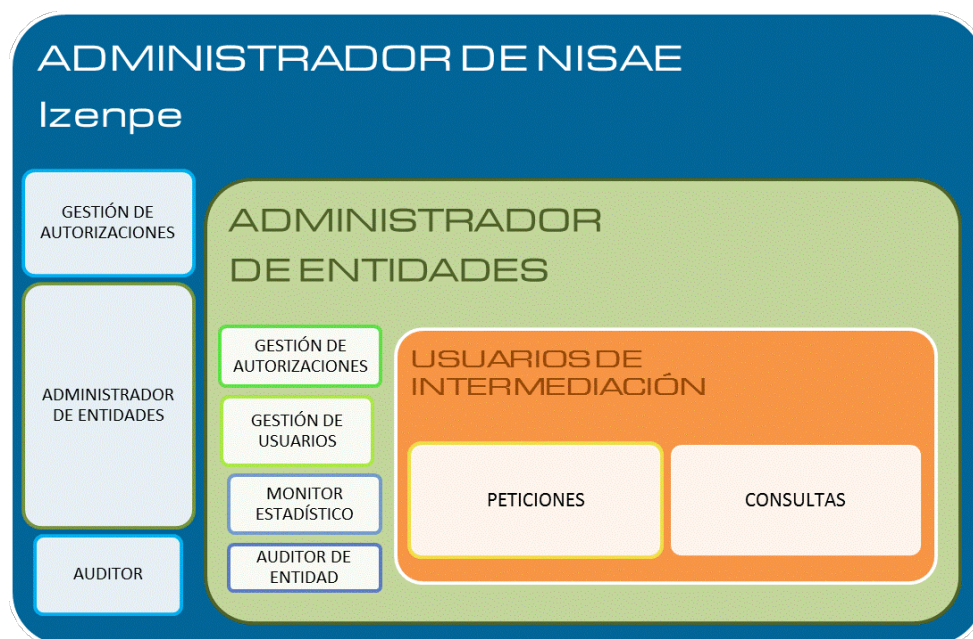 ADMINISTRADOR DE NISAE
Izenpe
GESTIÓN DE
AUTORIZACIONES
ADMINISTRADOR
DE ENTIDADES
AUDITOR
ADMINISTRADOR
DE ENTIDADES
GESTIÓN DE
AUTORIZACIONES
GESTIÓN DE
USUARIOS
MONITOR
ESTADÍSTICO
AUDITOR DE
ENTIDAD
USUARIOS DE
INTERMEDIACIÓN
PETICIONES
CONSULTAS